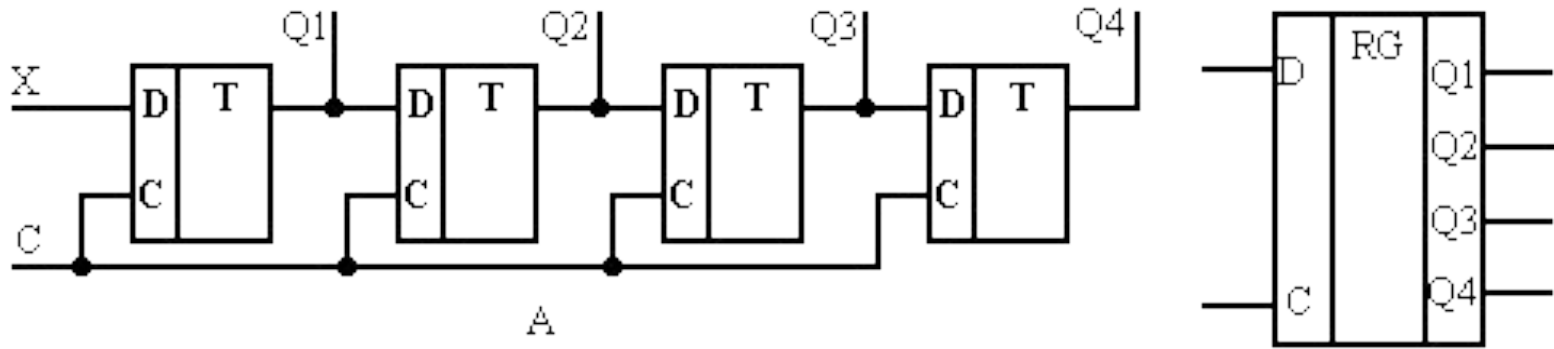 Q1 Q2 Q3 Q4
X
D T D T D T D T
C C C C
C
A
RG
D Q1
Q2
Q3
C Q4